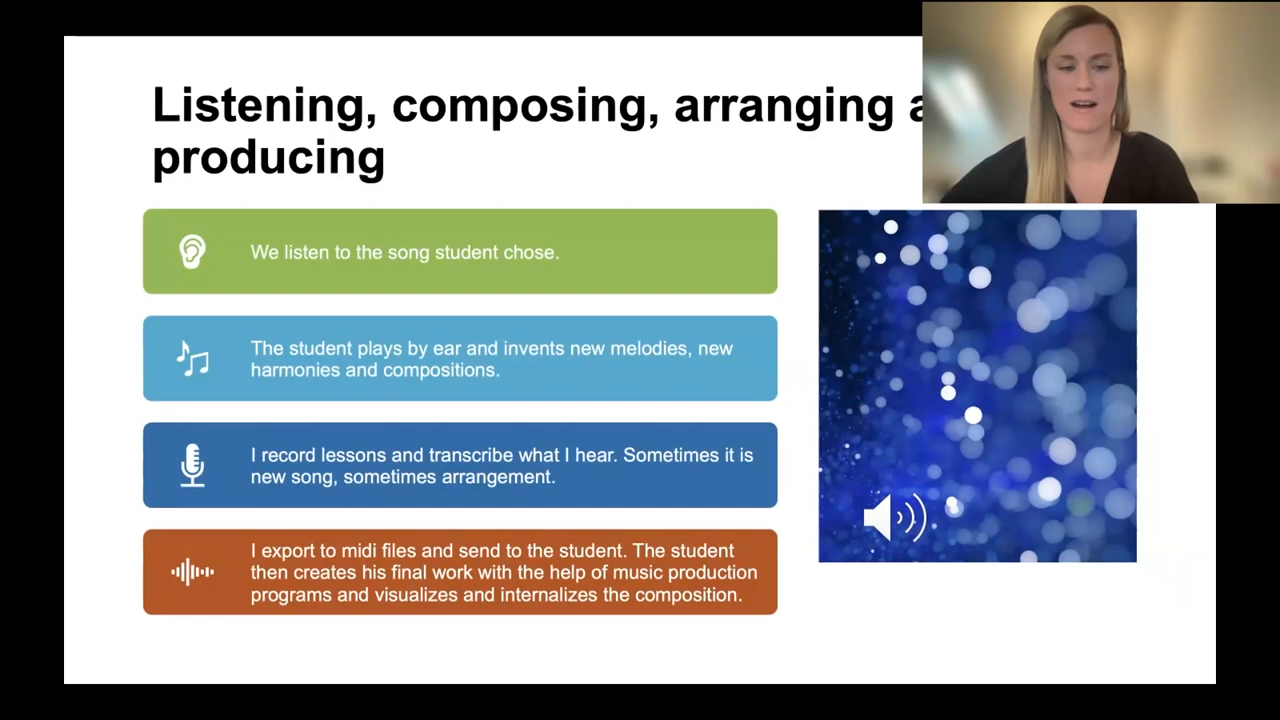 Listening, composing, arranging
producing
We listen to the song student chose.
The student plays by ear and invents new melodies, new
harmonies and compositions.
I record lessons and transcribe what I hear. Sometimes it is
new song, sometimes arrangement.
I export to midi files and send to the student. The student
then creates his final work with the help of music production
programs and visualizes and internalizes the composition.